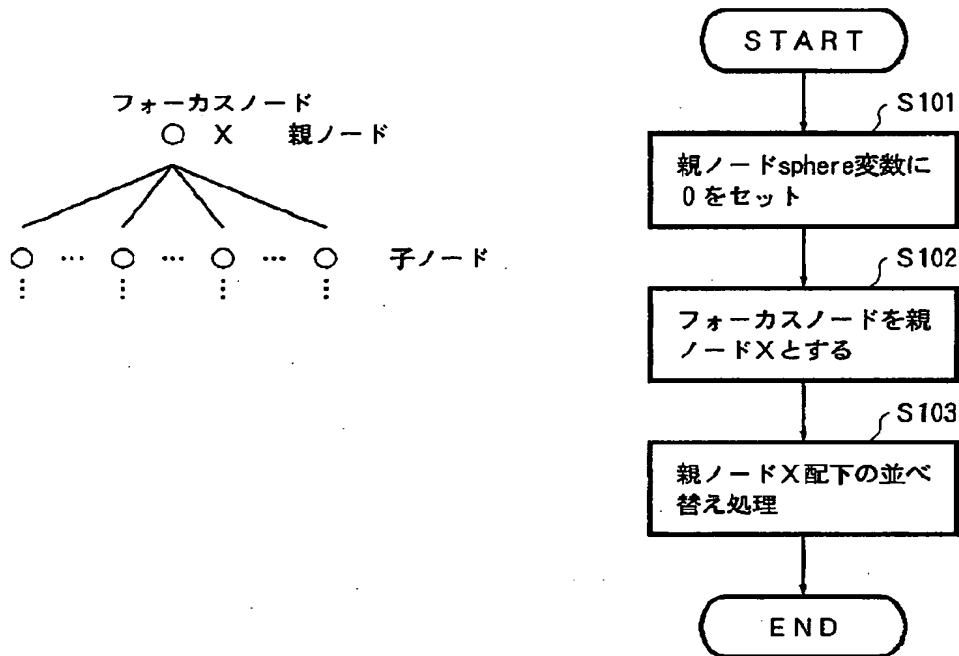 フォーカスノード
X 親ノード
… … … 子ノード
START
S101
親ノードsphere変数に
0をセット
S102
フォーカスノードを親
ノードXとする
S103
親ノードX配下の並べ
替え処理
END